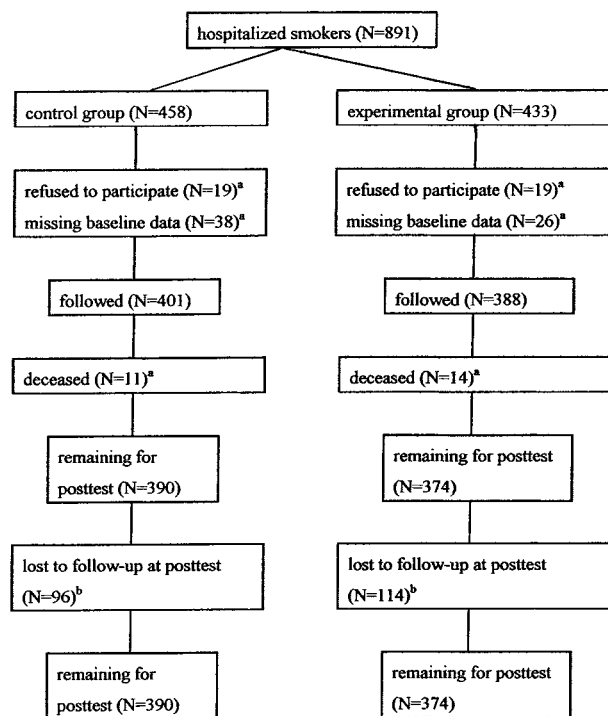 hospitalized smokers (N=891)
control group (N=458)
experimental group (N=433)
refused to participate (N=19)a
missing baseline data (N=38)a
refused to participate (N=19)a
missing baseline data (N=26)a
followed (N=401)
followed (N=388)
deceased (N=11)a
deceased (N=14)a
remaining for
posttest (N=390)
remaining for posttest
(N=374)
lost to follow-up at posttest
(N=96)b
lost to follow-up at posttest
(N=114)b
remaining for
posttest (N=390)
remaining for posttest
(N=374)